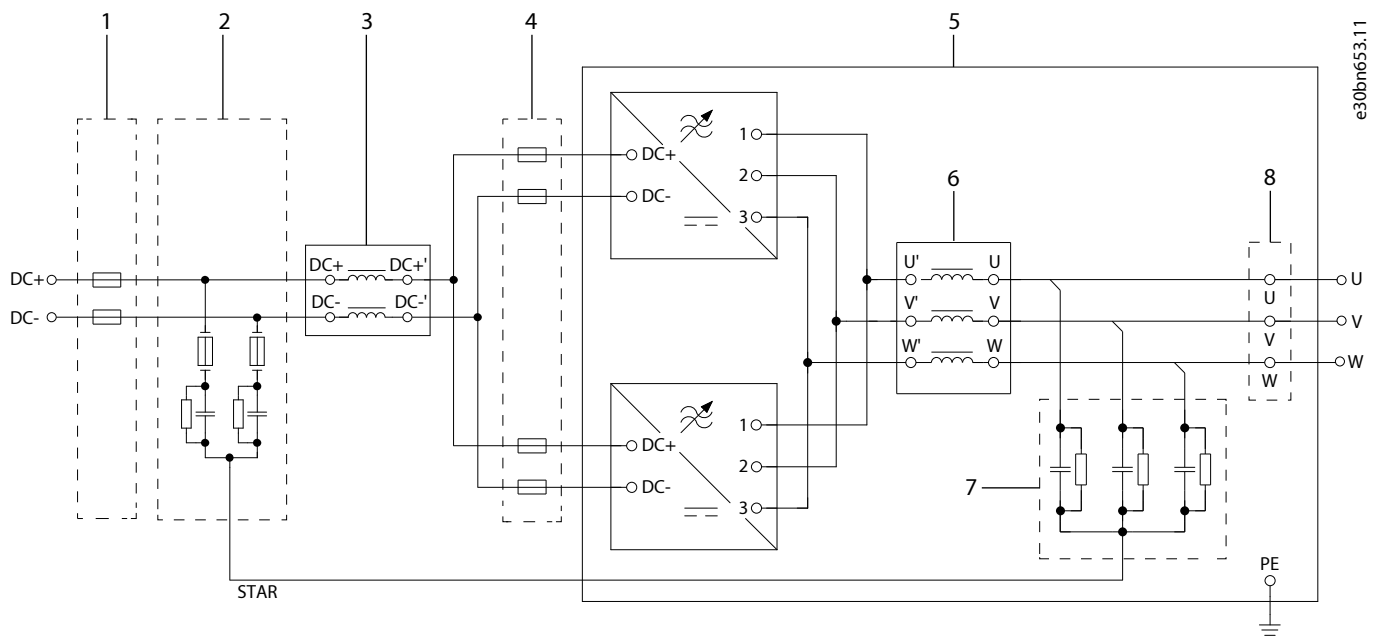 1 2 3 4 5
e30bn653.11
1
DC+
2
DC-
3
6 8
DC+ DC+ DC+' U' U U U
DC- DC- DC-' V' V V V
W' W W W
1
DC+
2
DC-
3
7
PE
STAR